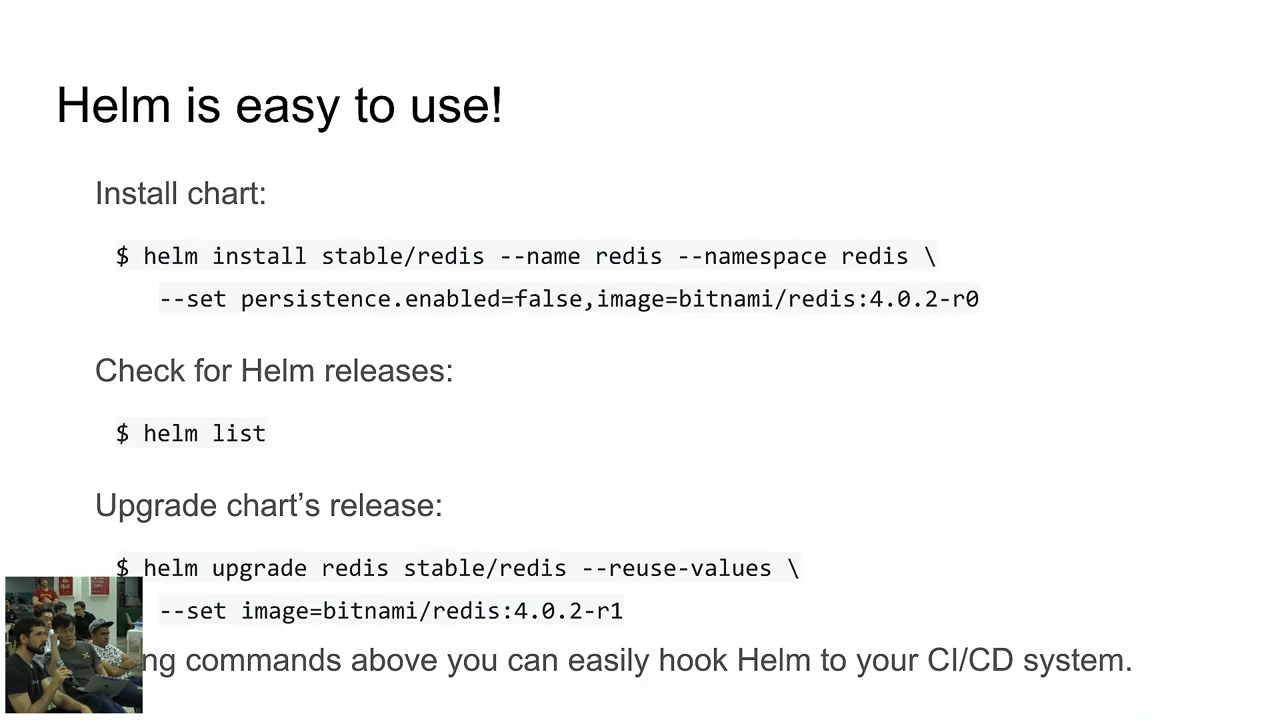 Helm is easy to use!
Install chart:
$ helm install stable/redis --name redis --namespace redis \
--set persistence.enabled=false,image=bitnami/redis:4.0.2-r0
Check for Helm releases:
$ helm list
Upgrade chart’s release:
$ helm upgrade redis stable/redis --reuse-values \
--set image=bitnami/redis:4.0.2-r1
commands above you can easily hook Helm to your CI/CD system.